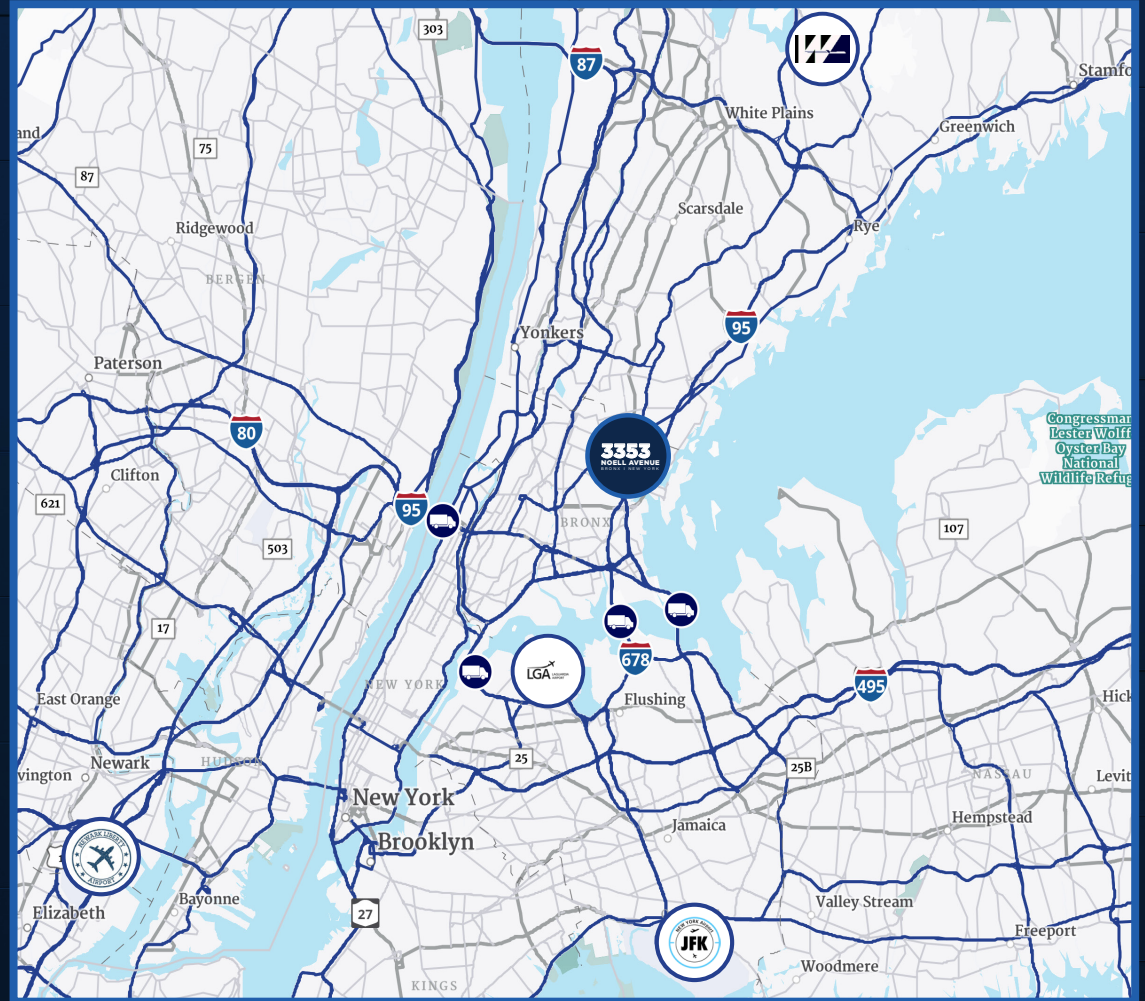 303
87
Stamfo
White Plains
Greenwich
and
75
87
Scarsdale
Ridgewood
Rye
BERGEN
95
Yonkers
Paterson
Congressman
Lester Wolff
Oyster Bay
National
Wildlife Refug
80
3353
NOELL AVENUE
BRONX | NEW YORK
Clifton
621
95
BRONX
107
503
17
678
LGA
NEW YORK
495
East Orange
Flushing
Hick
25
HUDSON
Newark
25B
vington
NASSAU
Levit
New York
Hempstead
Jamaica
Brooklyn
NEWARK LIBERTY
AIRPORT
Bayonne
Valley Stream
Elizabeth
27
Freeport
JFK
Woodmere
KINGS